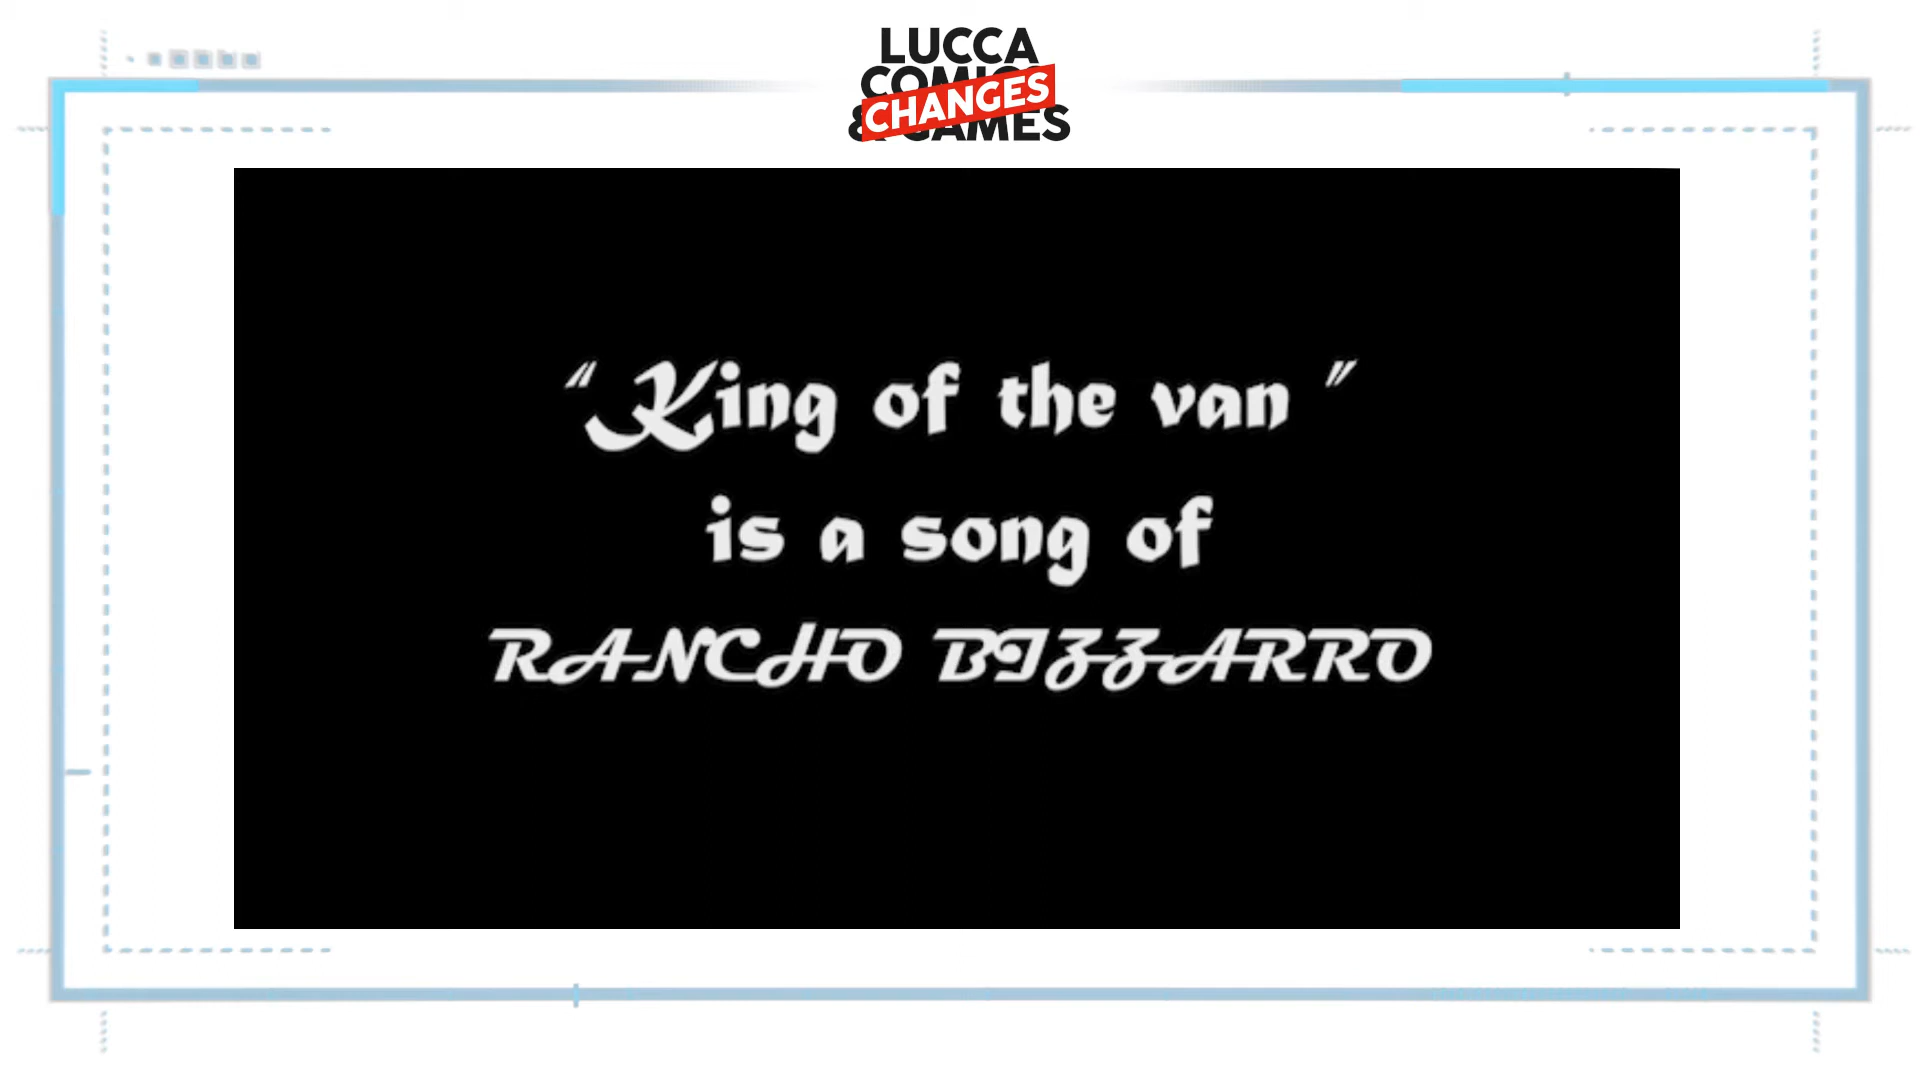 LUCCA
COMICS
CHANGES
& GAMES
“ King of the van ”
is a song of
RANCHO BIZZARRO